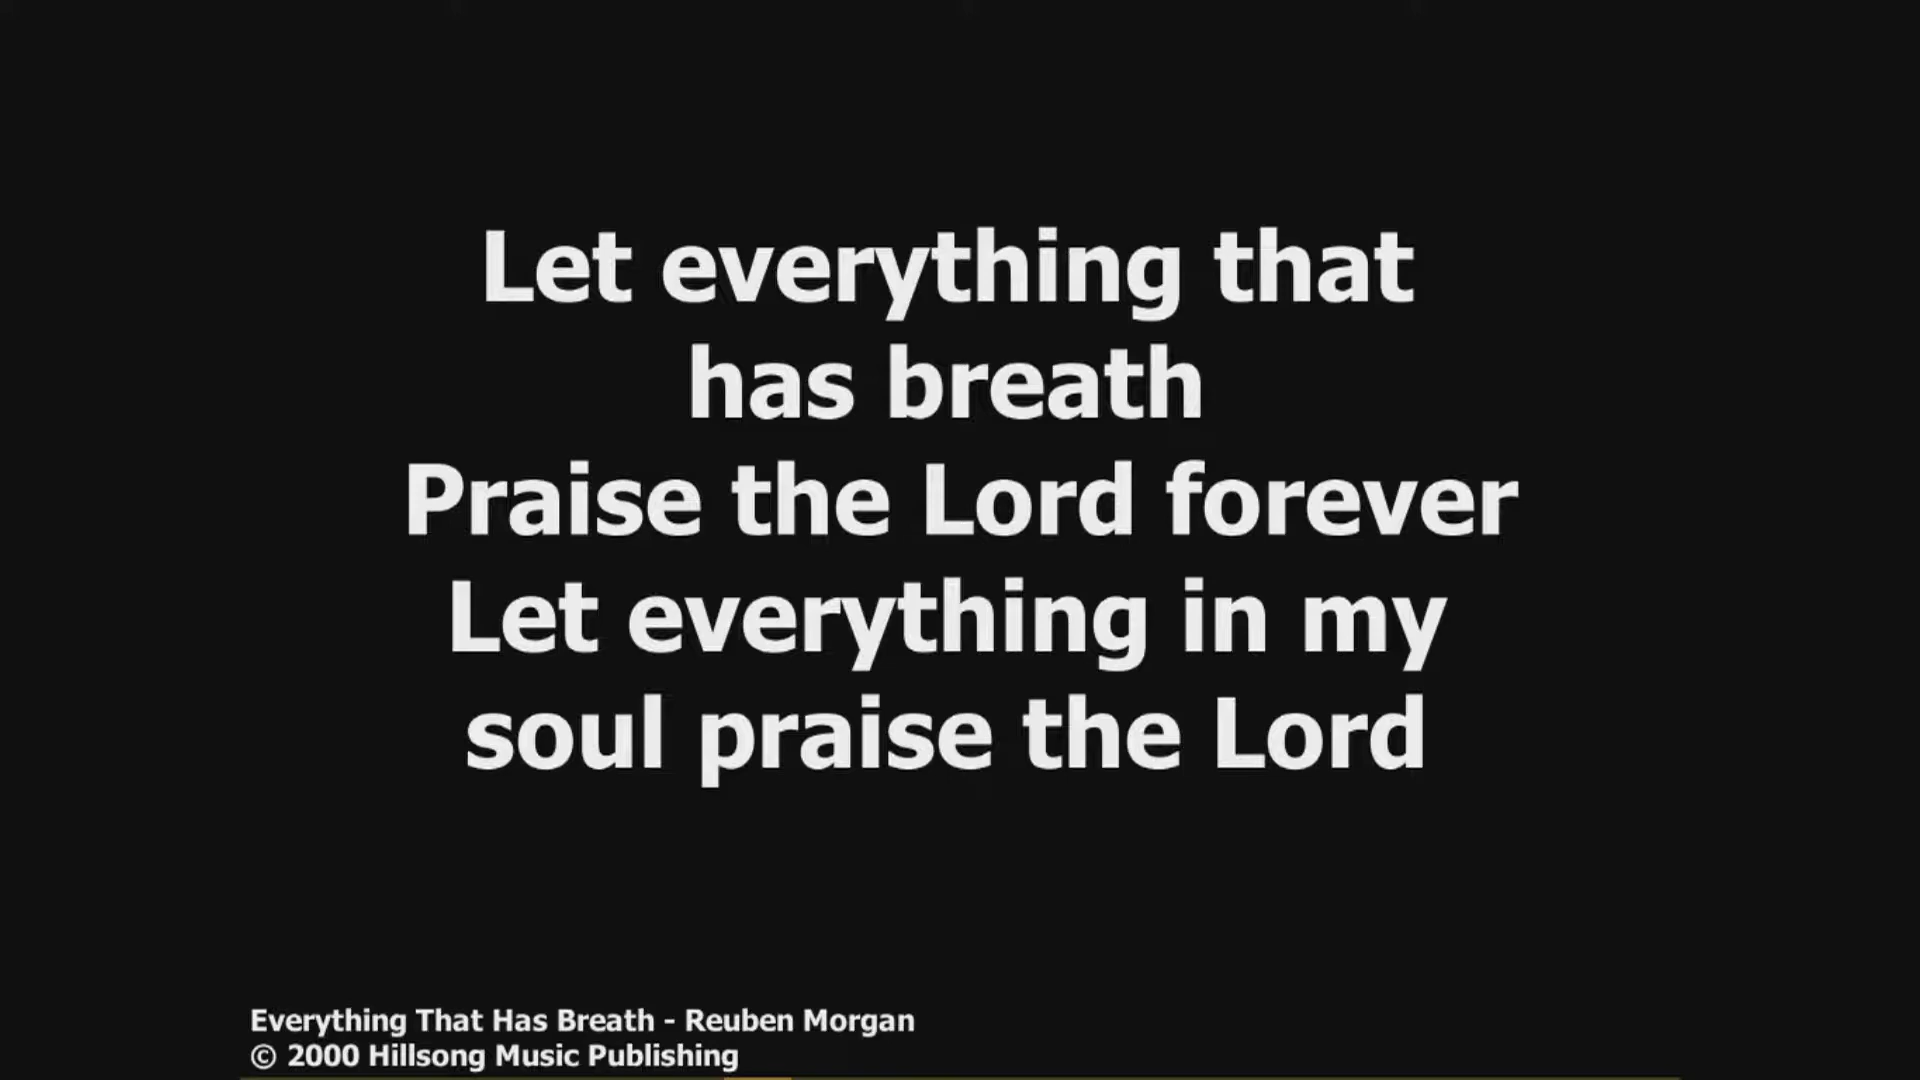 Let everything that
has breath
Praise the Lord forever
Let everything in my
soul praise the Lord
Everything That Has Breath - Reuben Morgan
© 2000 Hillsong Music Publishing